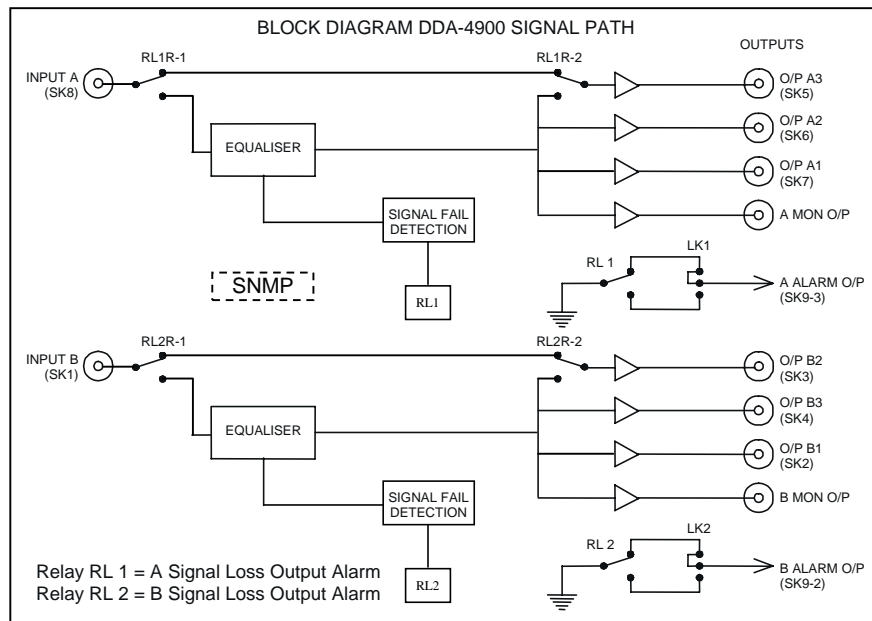 BLOCK DIAGRAM DDA-4900 SIGNAL PATH
OUTPUTS
RL1R-1
RL1R-2
INPUT A
(SK8)
O/P A3
(SK5)
O/P A2
(SK6)
EQUALISER
O/P A1
(SK7)
A MON O/P
SIGNAL FAIL
DETECTION
LK1
RL 1
SNMP
RL1
A ALARM O/P
(SK9-3)
RL2R-1
RL2R-2
INPUT B
(SK1)
O/P B2
(SK3)
O/P B3
(SK4)
EQUALISER
O/P B1
(SK2)
B MON O/P
SIGNAL FAIL
DETECTION
LK2
RL 2
RL2
B ALARM O/P
(SK9-2)
Relay RL 1 = A Signal Loss Output Alarm
Relay RL 2 = B Signal Loss Output Alarm